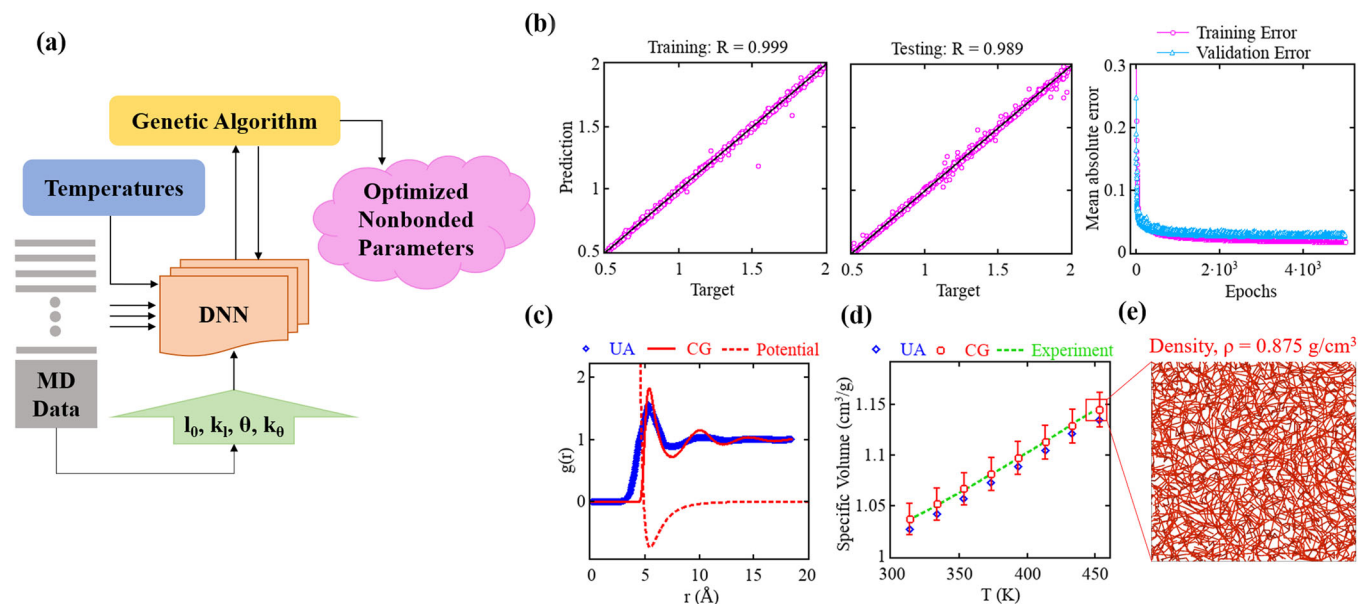 (a)
Genetic Algorithm
Temperatures
Optimized
Nonbonded
Parameters
DNN
MD
Data
l₀, kₗ, θ, k_θ
(b)
Training: R = 0.999
Prediction
2
1.5
1
0.5
0.5
1
1.5
2
Target
Testing: R = 0.989
0.5
1
1.5
2
Target
Training Error
Validation Error
Mean absolute error
0.3
0.2
0.1
0
0
2·10³
4·10³
Epochs
(c)
UA
CG
Potential
g(r)
2
1
0
0
5
10
15
20
r (Å)
(d)
UA
CG
Experiment
Specific Volume (cm³/g)
1.15
1.1
1.05
1
300
350
400
450
T (K)
(e)
Density, ρ = 0.875 g/cm³